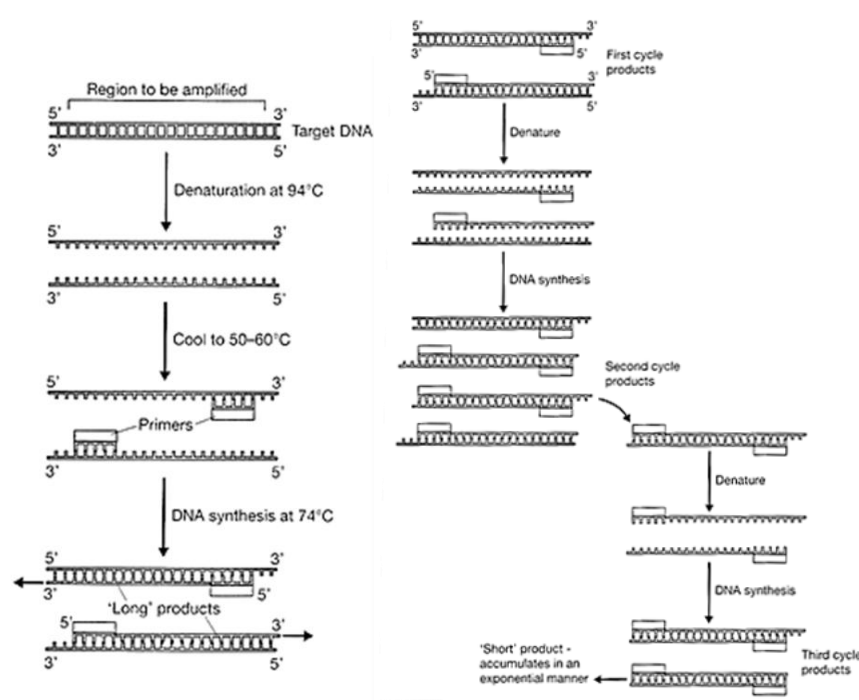 Region to be amplified
5' 3'
Target DNA
3' 5'
Denaturation at 94°C
5' 3'
3' 5'
Cool to 50–60°C
5' 3'
Primers
3' 5'
DNA synthesis at 74°C
5' 3'
3' 5'
'Long' products
5' 3'
3' 5'
5' 3'
3' 5'
First cycle
products
5' 3'
3' 5'
Denature
DNA synthesis
Second cycle
products
Denature
DNA synthesis
'Short' product -
accumulates in an
exponential manner
Third cycle
products